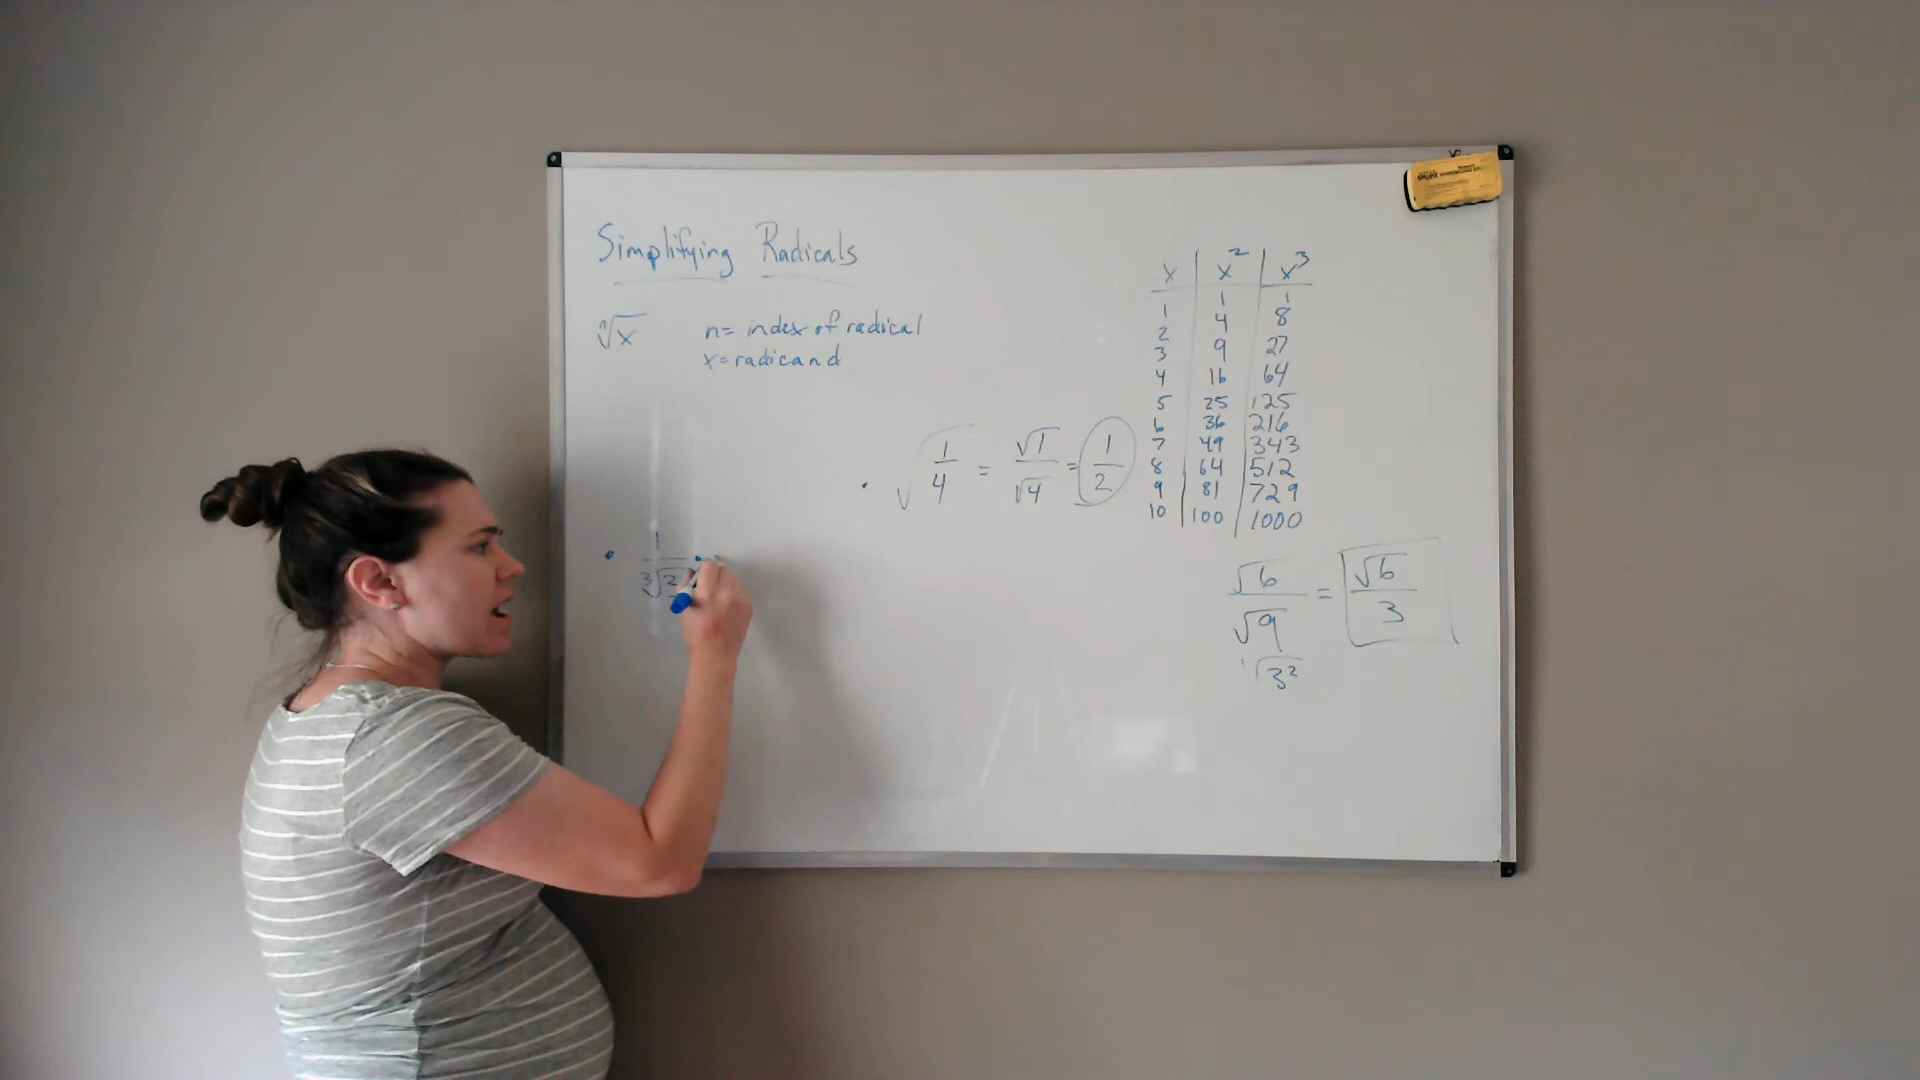 Simplifying Radicals
ⁿ√x n = index of radical
x = radicand
x | x² | x³
1 | 1 | 1
2 | 4 | 8
3 | 9 | 27
4 | 16 | 64
5 | 25 | 125
6 | 36 | 216
7 | 49 | 343
8 | 64 | 512
9 | 81 | 729
10 | 100 | 1000
• √(1/4) = √1/√4 = 1/2
• 1/³√2 ·
√6/√9 = √6/3
√3²